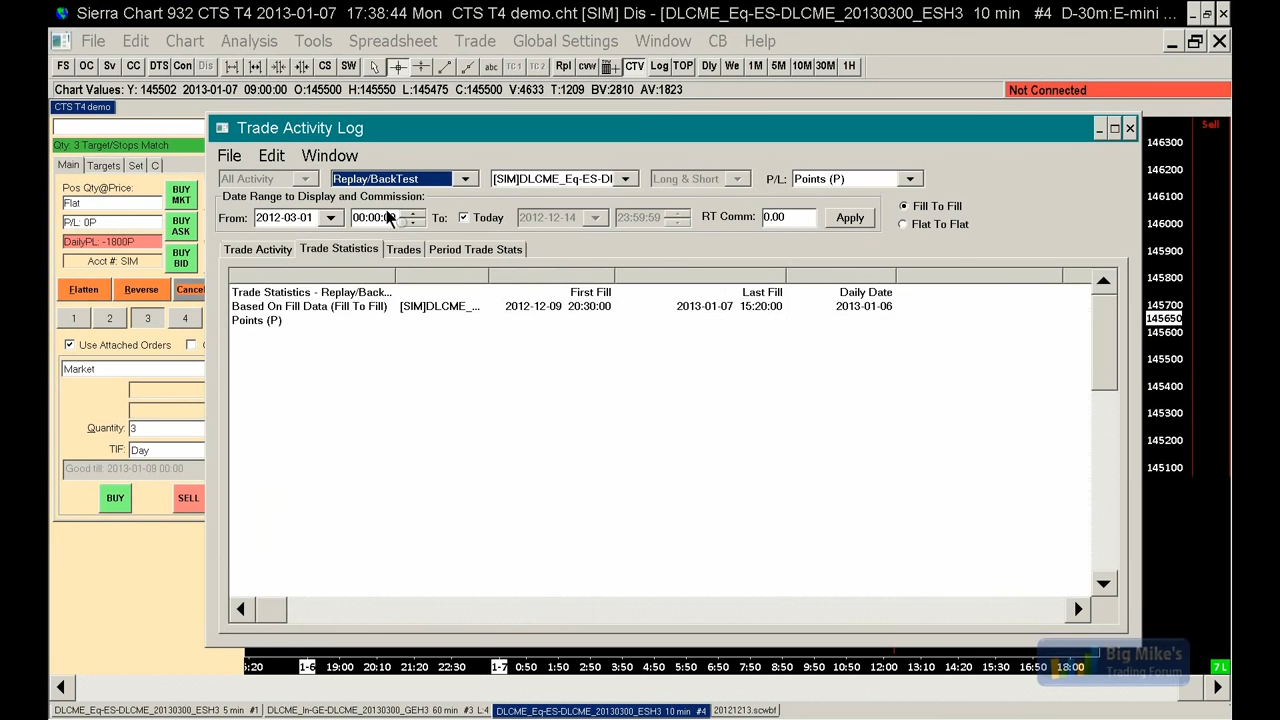 Sierra Chart 932 CTS T4 2013-01-07 17:38:44 Mon CTS T4 demo.cht [SIM] Dis - [DLCME_Eq-ES-DLCME_20130300_ESH3 10 min #4 D-30m:E-mini ...
File Edit Chart Analysis Tools Spreadsheet Trade Global Settings Window CB Help
FS OC Sv CC DTS Con Dis CS SW abc TC 1 TC 2 Rpl cvw CTV Log TOP Dly We 1M 5M 10M 30M 1H
Chart Values: Y: 145502 2013-01-07 09:00:00 O:145500 H:145550 L:145475 C:145500 V:4633 T:1209 BV:2810 AV:1823 Not Connected
CTS T4 demo
Qty: 3 Target/Stops Match
Main Targets Set C
Pos Qty@Price:
Flat
P/L: 0P
DailyPL: -1800P
Acct #: SIM
BUY MKT
BUY ASK
BUY BID
Flatten Reverse Cance
1 2 3 4
Use Attached Orders
Market
Quantity: 3
TIF: Day
Good till: 2013-01-09 00:00
BUY SELL
Trade Activity Log
File Edit Window
All Activity Replay/BackTest [SIM]DLCME_Eq-ES-DI Long & Short P/L: Points (P)
Date Range to Display and Commission:
From: 2012-03-01 To: Today 2012-12-14 23:59:59 RT Comm: 0.00 Apply
Fill To Fill
Flat To Flat
Trade Activity Trade Statistics Trades Period Trade Stats
Trade Statistics - Replay/Back... First Fill Last Fill Daily Date
Based On Fill Data (Fill To Fill) [SIM]DLCME_... 2012-12-09 20:30:00 2013-01-07 15:20:00 2013-01-06
Points (P)
Sell
146300
146200
146100
146000
145900
145800
145700
145650
145600
145500
145400
145300
145200
145100
5:20 1-6 19:00 20:10 21:20 22:30 1-7 0:50 1:50 2:50 3:50 4:50 5:50 6:50 7:50 8:50 9:50 10:50 11:50 12:50 13:50 14:50 15:50 16:50 18:00 7 L
Big Mike's
Trading Forum
DLCME_Eq-ES-DLCME_20130300_ESH3 5 min #1 DLCME_In-GE-DLCME_20130300_GEH3 60 min #3 L:4 DLCME_Eq-ES-DLCME_20130300_ESH3 10 min #4 20121213.scwbf